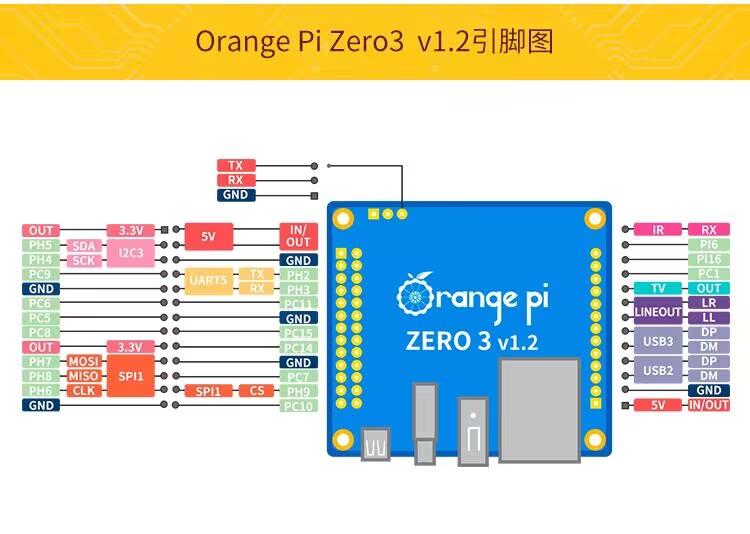 Orange Pi Zero3 v1.2引脚图
TX
RX
GND
OUT 3.3V 5V IN/OUT
PH5 SDA I2C3
PH4 SCK GND
PC9 UART5 TX PH2
GND RX PH3
PC6 PC11
PC5 GND
PC8 PC15
OUT 3.3V PC14
PH7 MOSI SPI1 GND
PH8 MISO PC7
PH6 CLK SPI1 CS PH9
GND PC10
Orange pi
ZERO 3 v1.2
IR RX
PI6
PI16
PC1
TV OUT
LINEOUT LR
LL
USB3 DP
DM
USB2 DP
DM
GND
5V IN/OUT